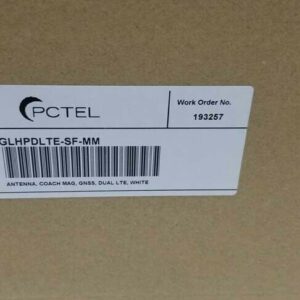 PCTEL
Work Order No.
193257
GLHPDLTE-SF-MM
ANTENNA, COACH MAG, GNSS, DUAL LTE, WHITE